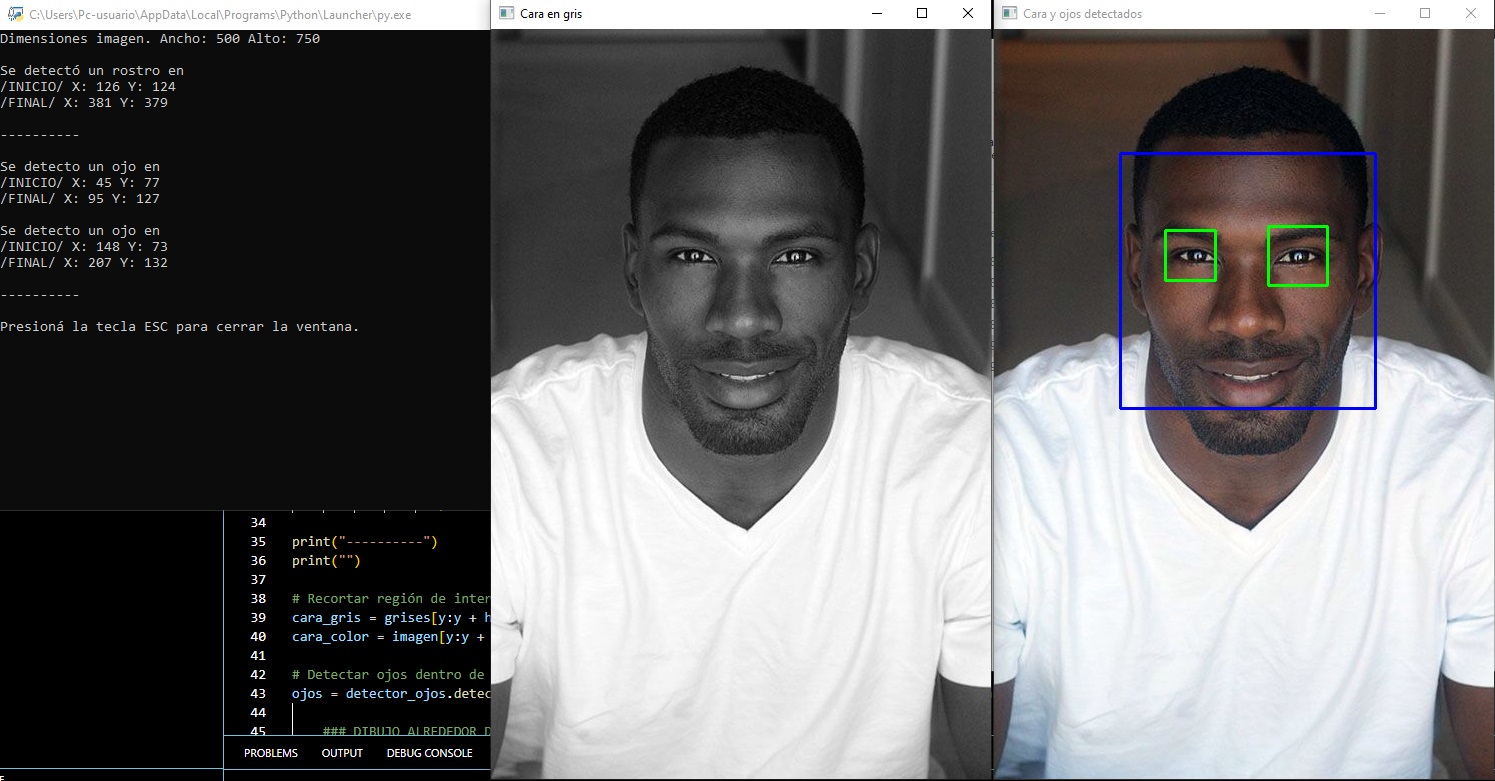 C:\Users\Pc-usuario\AppData\Local\Programs\Python\Launcher\py.exe
Dimensiones imagen. Ancho: 500 Alto: 750
Se detectó un rostro en
/INICIO/ X: 126 Y: 124
/FINAL/ X: 381 Y: 379
----------
Se detecto un ojo en
/INICIO/ X: 45 Y: 77
/FINAL/ X: 95 Y: 127
Se detecto un ojo en
/INICIO/ X: 148 Y: 73
/FINAL/ X: 207 Y: 132
----------
Presioná la tecla ESC para cerrar la ventana.
Cara en gris
Cara y ojos detectados
34
35 print("----------")
36 print("")
37
38 # Recortar región de inter
39 cara_gris = grises[y:y + h
40 cara_color = imagen[y:y +
41
42 # Detectar ojos dentro de
43 ojos = detector_ojos.detec
44
45 ### DIBUJO ALREDEDOR D
PROBLEMS OUTPUT DEBUG CONSOLE